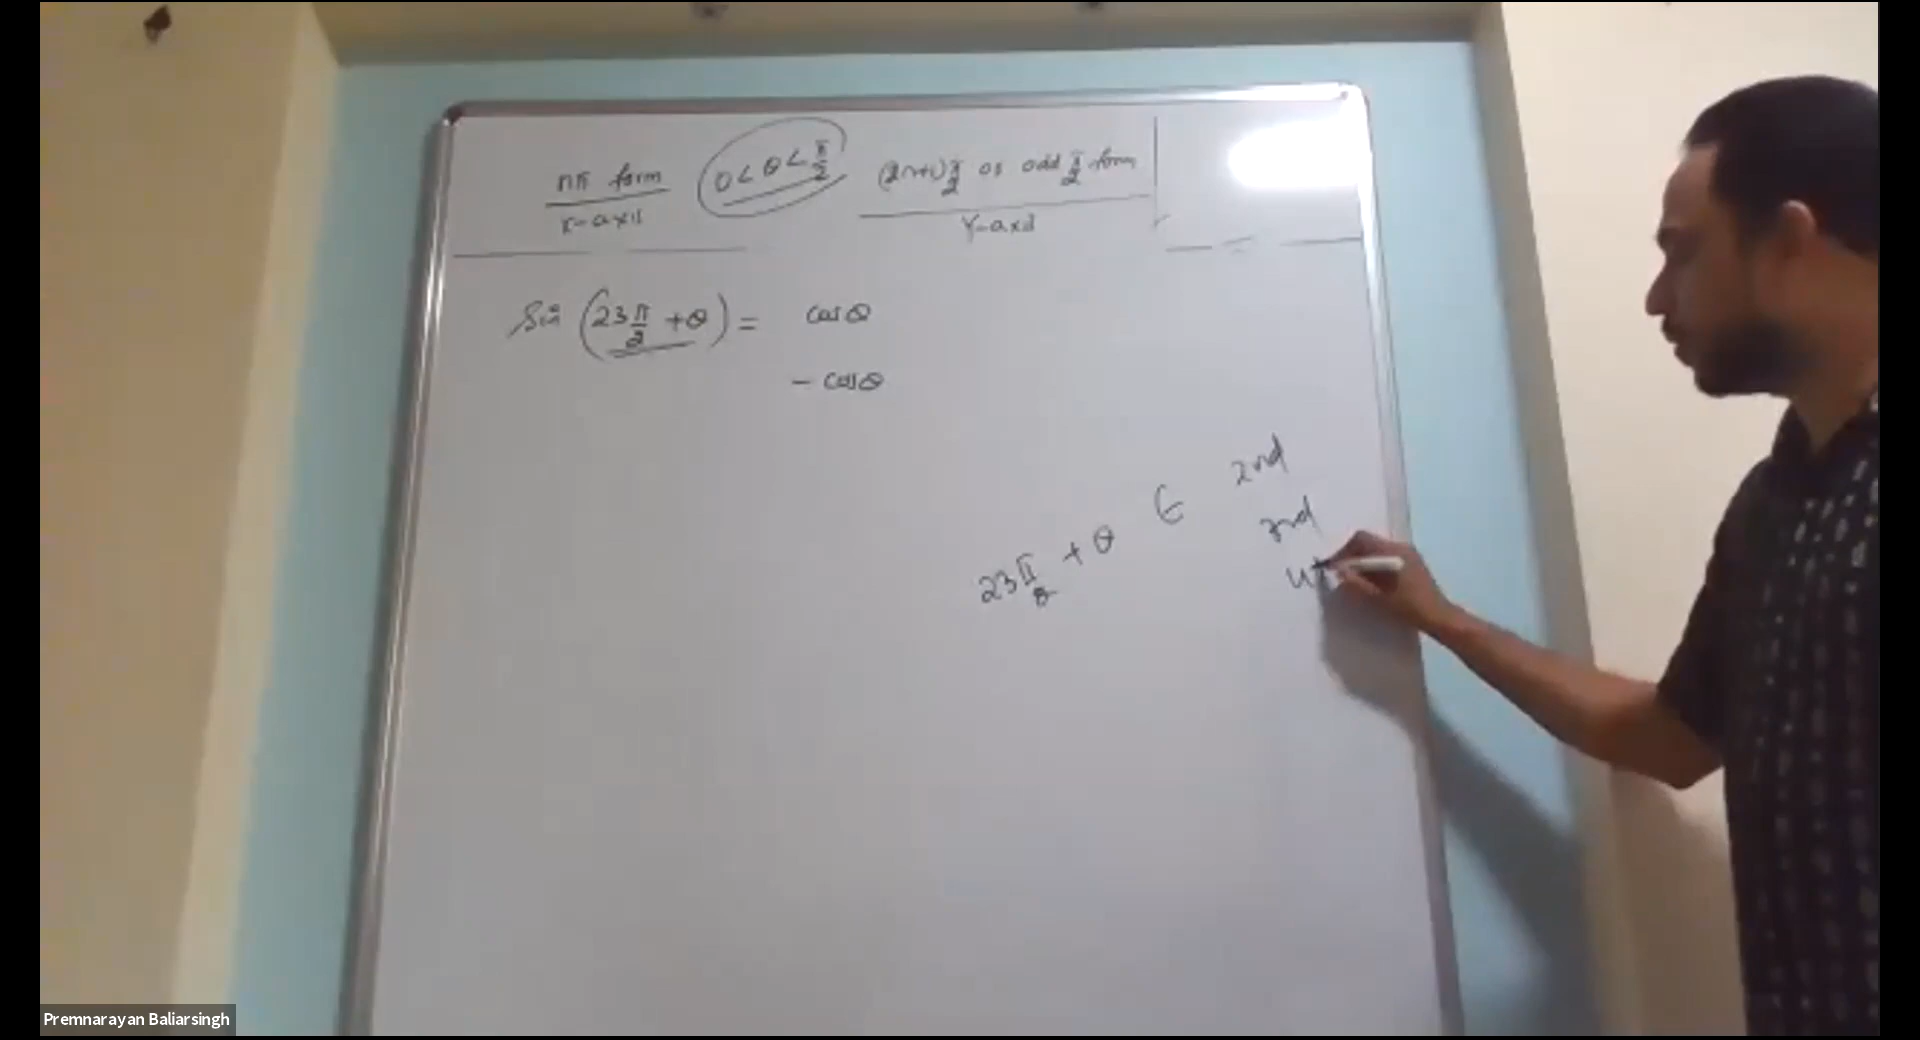 nπ form 0 < θ < π/2 (2n+1)π/2 or odd π/2 form
x-axis Y-axis
Sin (23π/2 + θ) = cosθ
- cosθ
2nd
23π/2 + θ ∈ 3rd
4t
Premnarayan Baliarsingh